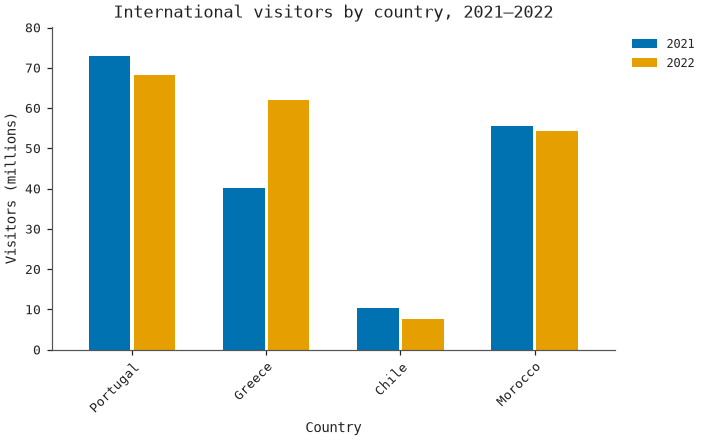 International visitors by country, 2021–2022
2021
2022
Visitors (millions)
80
70
60
50
40
30
20
10
0
Portugal
Greece
Chile
Morocco
Country